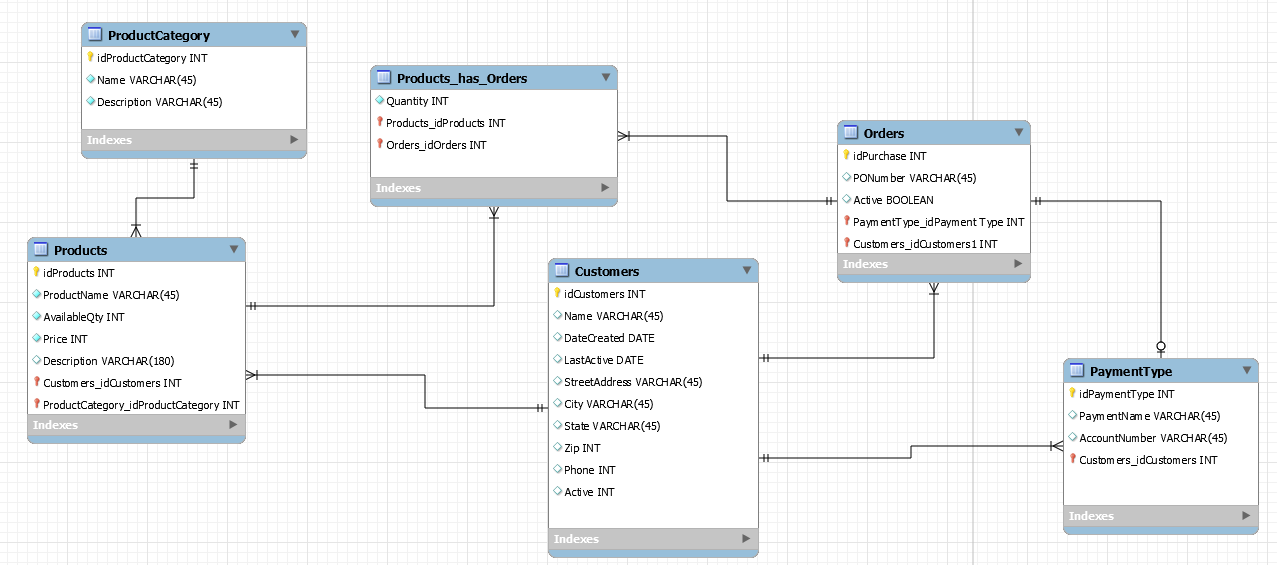 ProductCategory
idProductCategory INT
Name VARCHAR(45)
Description VARCHAR(45)
Indexes
Products_has_Orders
Quantity INT
Products_idProducts INT
Orders_idOrders INT
Indexes
Orders
idPurchase INT
PONumber VARCHAR(45)
Active BOOLEAN
PaymentType_idPayment Type INT
Customers_idCustomers1 INT
Indexes
Products
idProducts INT
ProductName VARCHAR(45)
AvailableQty INT
Price INT
Description VARCHAR(180)
Customers_idCustomers INT
ProductCategory_idProductCategory INT
Indexes
Customers
idCustomers INT
Name VARCHAR(45)
DateCreated DATE
LastActive DATE
StreetAddress VARCHAR(45)
City VARCHAR(45)
State VARCHAR(45)
Zip INT
Phone INT
Active INT
Indexes
PaymentType
idPaymentType INT
PaymentName VARCHAR(45)
AccountNumber VARCHAR(45)
Customers_idCustomers INT
Indexes